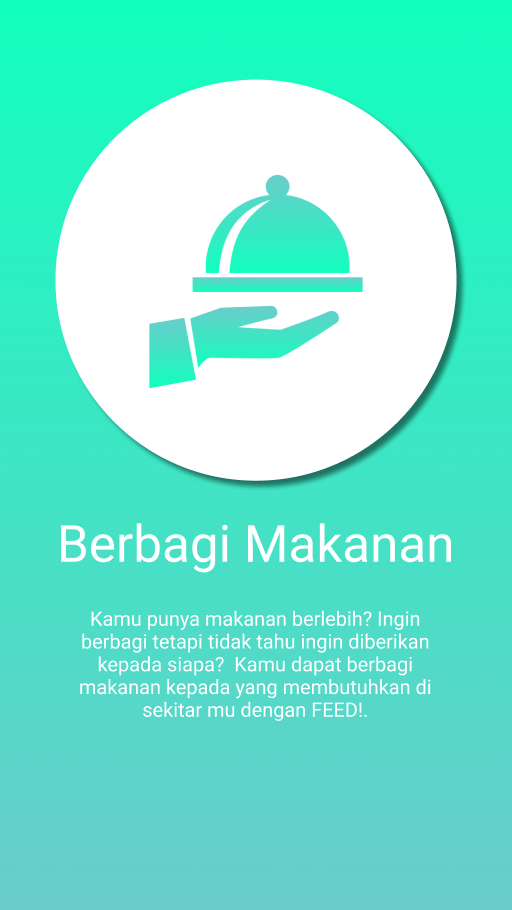 Berbagi Makanan
Kamu punya makanan berlebih? Ingin
berbagi tetapi tidak tahu ingin diberikan
kepada siapa?  Kamu dapat berbagi
makanan kepada yang membutuhkan di
sekitar mu dengan FEED!.